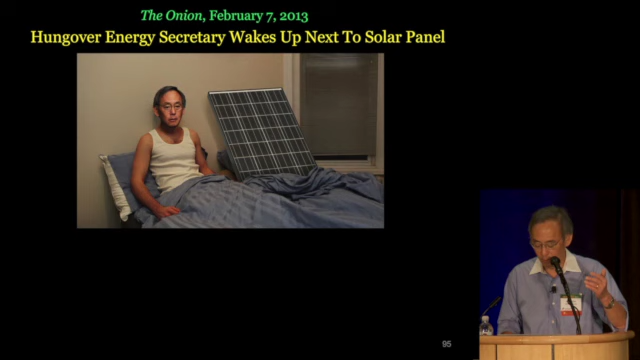 The Onion, February 7, 2013
Hungover Energy Secretary Wakes Up Next To Solar Panel
95